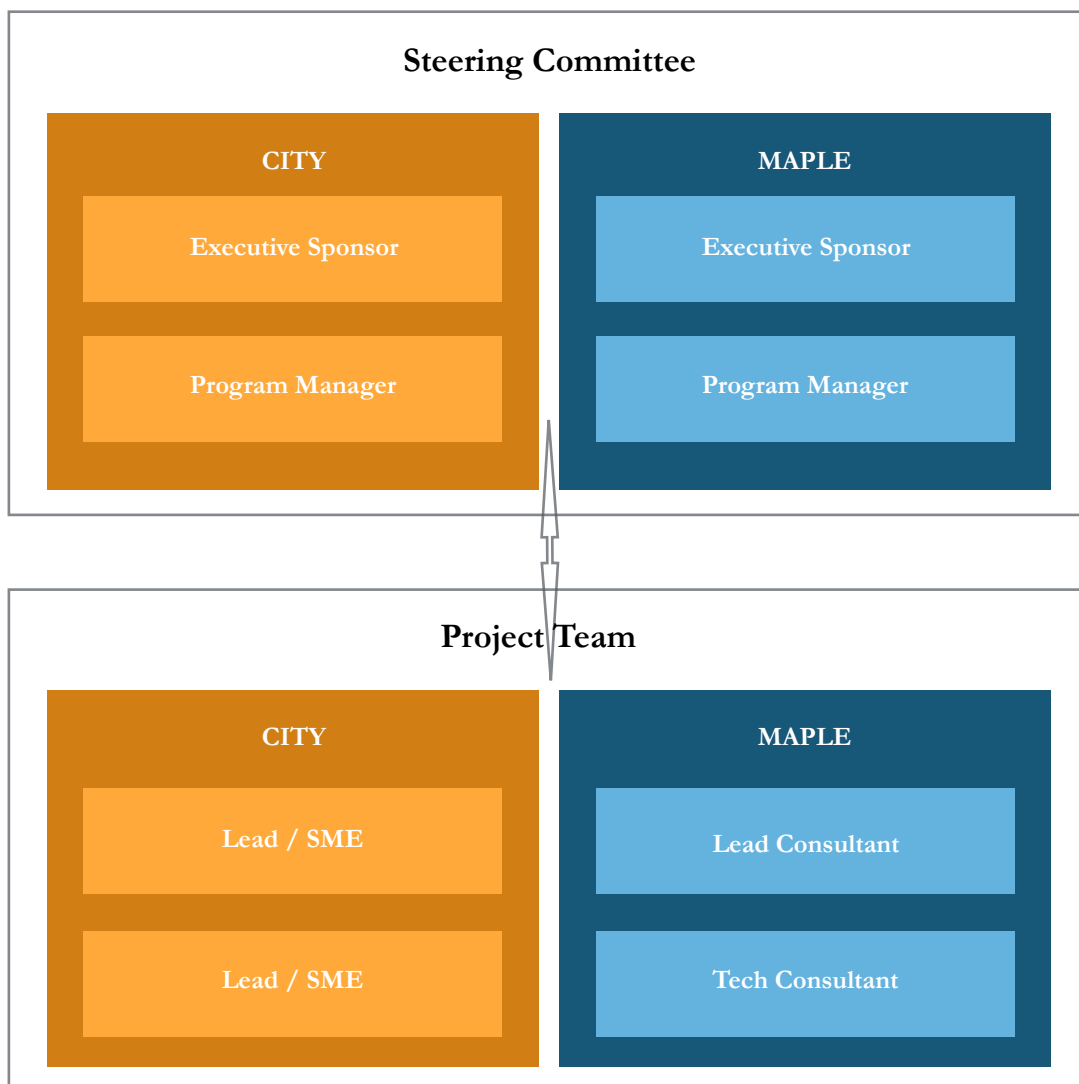 Steering Committee
CITY
Executive Sponsor
Program Manager
MAPLE
Executive Sponsor
Program Manager
Project Team
CITY
Lead / SME
Lead / SME
MAPLE
Lead Consultant
Tech Consultant